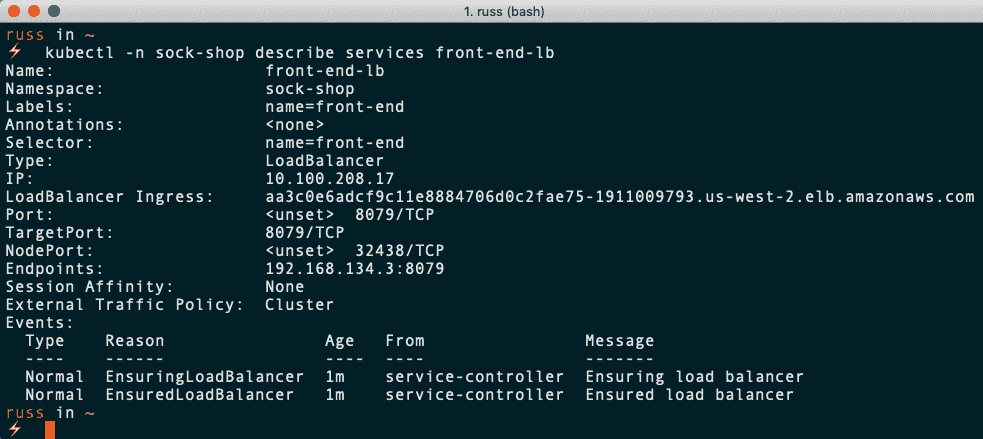 1. russ (bash)
russ in ~
⚡ kubectl -n sock-shop describe services front-end-lb
Name: front-end-lb
Namespace: sock-shop
Labels: name=front-end
Annotations: <none>
Selector: name=front-end
Type: LoadBalancer
IP: 10.100.208.17
LoadBalancer Ingress: aa3c0e6adcf9c11e8884706d0c2fae75-1911009793.us-west-2.elb.amazonaws.com
Port: <unset> 8079/TCP
TargetPort: 8079/TCP
NodePort: <unset> 32438/TCP
Endpoints: 192.168.134.3:8079
Session Affinity: None
External Traffic Policy: Cluster
Events:
Type Reason Age From Message
---- ------ ---- ---- -------
Normal EnsuringLoadBalancer 1m service-controller Ensuring load balancer
Normal EnsuredLoadBalancer 1m service-controller Ensured load balancer
russ in ~
⚡